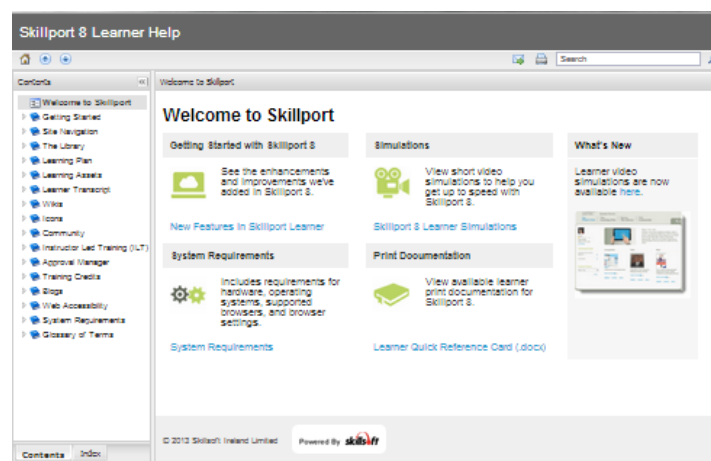 Skillport 8 Learner Help
Search
Contents
Welcome to Skillport
Welcome to Skillport
Getting Started
Site Navigation
The Library
Learning Plan
Learning Assets
Learner Transcript
Wikis
Icons
Community
Instructor Led Training (ILT)
Approval Manager
Training Credits
Blogs
Web Accessibility
System Requirements
Glossary of Terms
Contents
Index
Welcome to Skillport
Getting Started with Skillport 8
See the enhancements
and improvements we've
added in Skillport 8.
New Features in Skillport Learner
Simulations
View short video
simulations to help you
get up to speed with
Skillport 8.
Skillport 8 Learner Simulations
What's New
Learner video
simulations are now
available here.
System Requirements
Includes requirements for
hardware, operating
systems, supported
browsers, and browser
settings.
System Requirements
Print Documentation
View available learner
print documentation for
Skillport 8.
Learner Quick Reference Card (.docx)
© 2013 Skillsoft Ireland Limited
Powered By skillsoft